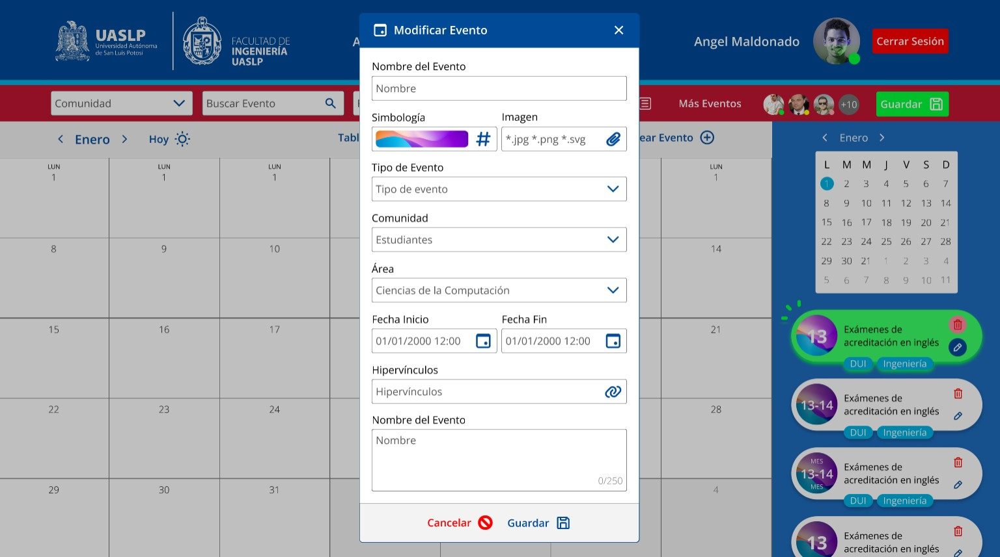 UASLP
Universidad Autónoma
de San Luis Potosí
FACULTAD DE
INGENIERÍA
UASLP
A
Angel Maldonado
Cerrar Sesión
Comunidad
Buscar Evento
Más Eventos
+10
Guardar
Enero
Hoy
Tabl
ear Evento
LUN
1
LUN
1
LUN
1
LUN
1
8
9
10
14
15
16
17
21
22
23
24
28
29
30
31
4
Modificar Evento
Nombre del Evento
Nombre
Simbología
#
Imagen
*.jpg *.png *.svg
Tipo de Evento
Tipo de evento
Comunidad
Estudiantes
Área
Ciencias de la Computación
Fecha Inicio
01/01/2000 12:00
Fecha Fin
01/01/2000 12:00
Hipervínculos
Hipervínculos
Nombre del Evento
Nombre
0/250
Cancelar
Guardar
Enero
L M M J V S D
1 2 3 4 5 6 7
8 9 10 11 12 13 14
15 16 17 18 19 20 21
22 23 24 25 26 27 28
29 30 21 1 2 3 4
5 6 7 8 9 10 11
13
Exámenes de
acreditación en inglés
DUI
Ingeniería
13-14
Exámenes de
acreditación en inglés
DUI
Ingeniería
MES
13-14
MES
Exámenes de
acreditación en inglés
DUI
Ingeniería
13
Exámenes de
acreditación en inglés